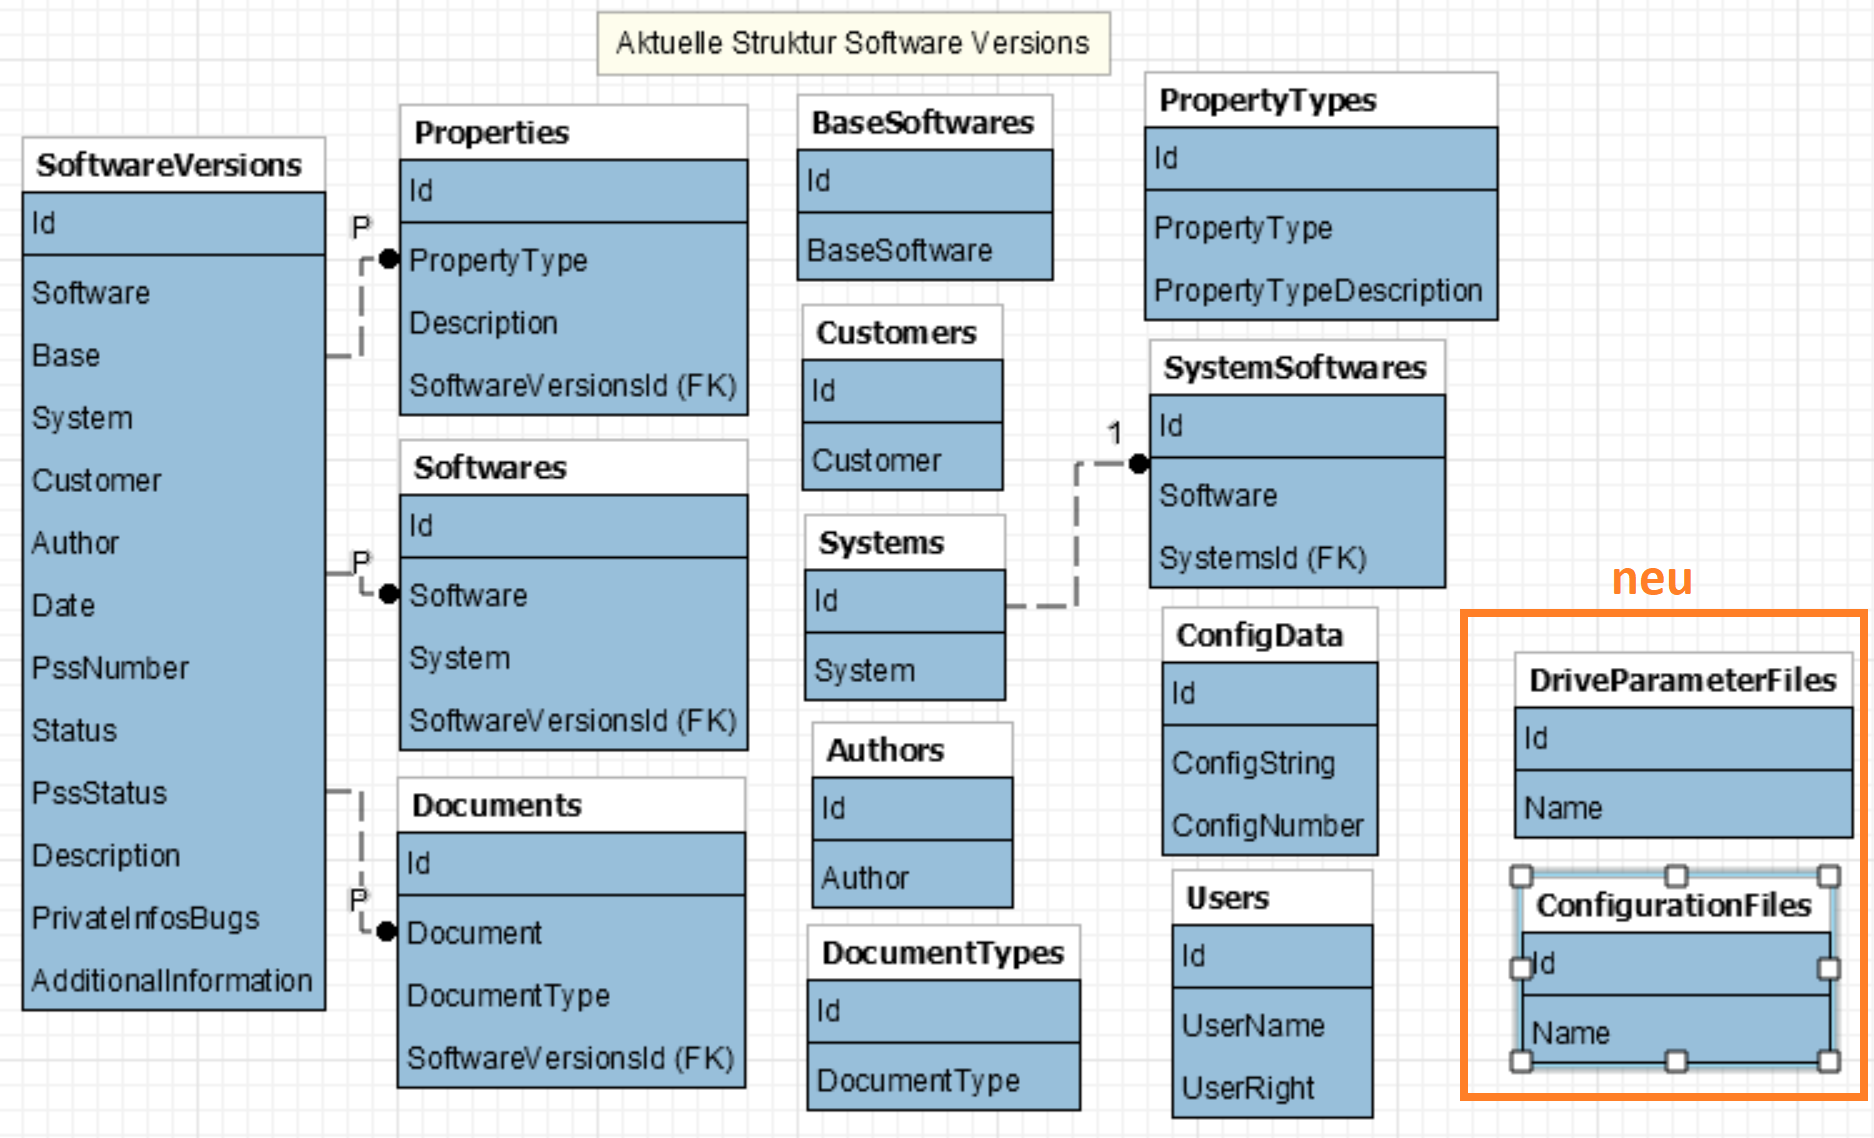 Aktuelle Struktur Software Versions
SoftwareVersions
Id
Software
Base
System
Customer
Author
Date
PssNumber
Status
PssStatus
Description
PrivateInfosBugs
AdditionalInformation
P
P
P
Properties
Id
PropertyType
Description
SoftwareVersionsId (FK)
Softwares
Id
Software
System
SoftwareVersionsId (FK)
Documents
Id
Document
DocumentType
SoftwareVersionsId (FK)
BaseSoftwares
Id
BaseSoftware
Customers
Id
Customer
Systems
Id
System
Authors
Id
Author
DocumentTypes
Id
DocumentType
1
PropertyTypes
Id
PropertyType
PropertyTypeDescription
SystemSoftwares
Id
Software
SystemsId (FK)
ConfigData
Id
ConfigString
ConfigNumber
Users
Id
UserName
UserRight
neu
DriveParameterFiles
Id
Name
ConfigurationFiles
Id
Name